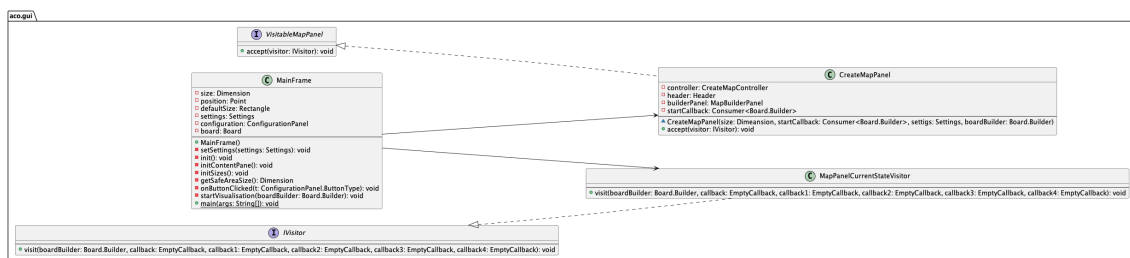 aco.gui
I VisitableMapPanel
accept(visitor: IVisitor): void
C MainFrame
size: Dimension
position: Point
defaultSize: Rectangle
settings: Settings
configuration: ConfigurationPanel
board: Board
MainFrame()
setSettings(settings: Settings): void
init(): void
initContentPane(): void
initSizes(): void
getSafeAreaSize(): Dimension
onButtonClicked(t: ConfigurationPanel.ButtonType): void
startVisualisation(boardBuilder: Board.Builder): void
main(args: String[]): void
C CreateMapPanel
controller: CreateMapController
header: Header
builderPanel: MapBuilderPanel
startCallback: Consumer<Board.Builder>
CreateMapPanel(size: Dimeansion, startCallback: Consumer<Board.Builder>, settigs: Settings, boardBuilder: Board.Builder)
accept(visitor: IVisitor): void
C MapPanelCurrentStateVisitor
visit(boardBuilder: Board.Builder, callback: EmptyCallback, callback1: EmptyCallback, callback2: EmptyCallback, callback3: EmptyCallback, callback4: EmptyCallback): void
I IVisitor
visit(boardBuilder: Board.Builder, callback: EmptyCallback, callback1: EmptyCallback, callback2: EmptyCallback, callback3: EmptyCallback, callback4: EmptyCallback): void